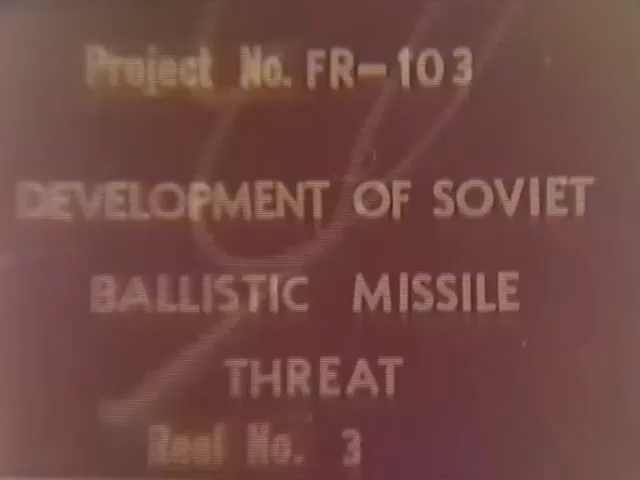 Project No. FR-103
DEVELOPMENT OF SOVIET
BALLISTIC MISSILE
THREAT
Reel No. 3